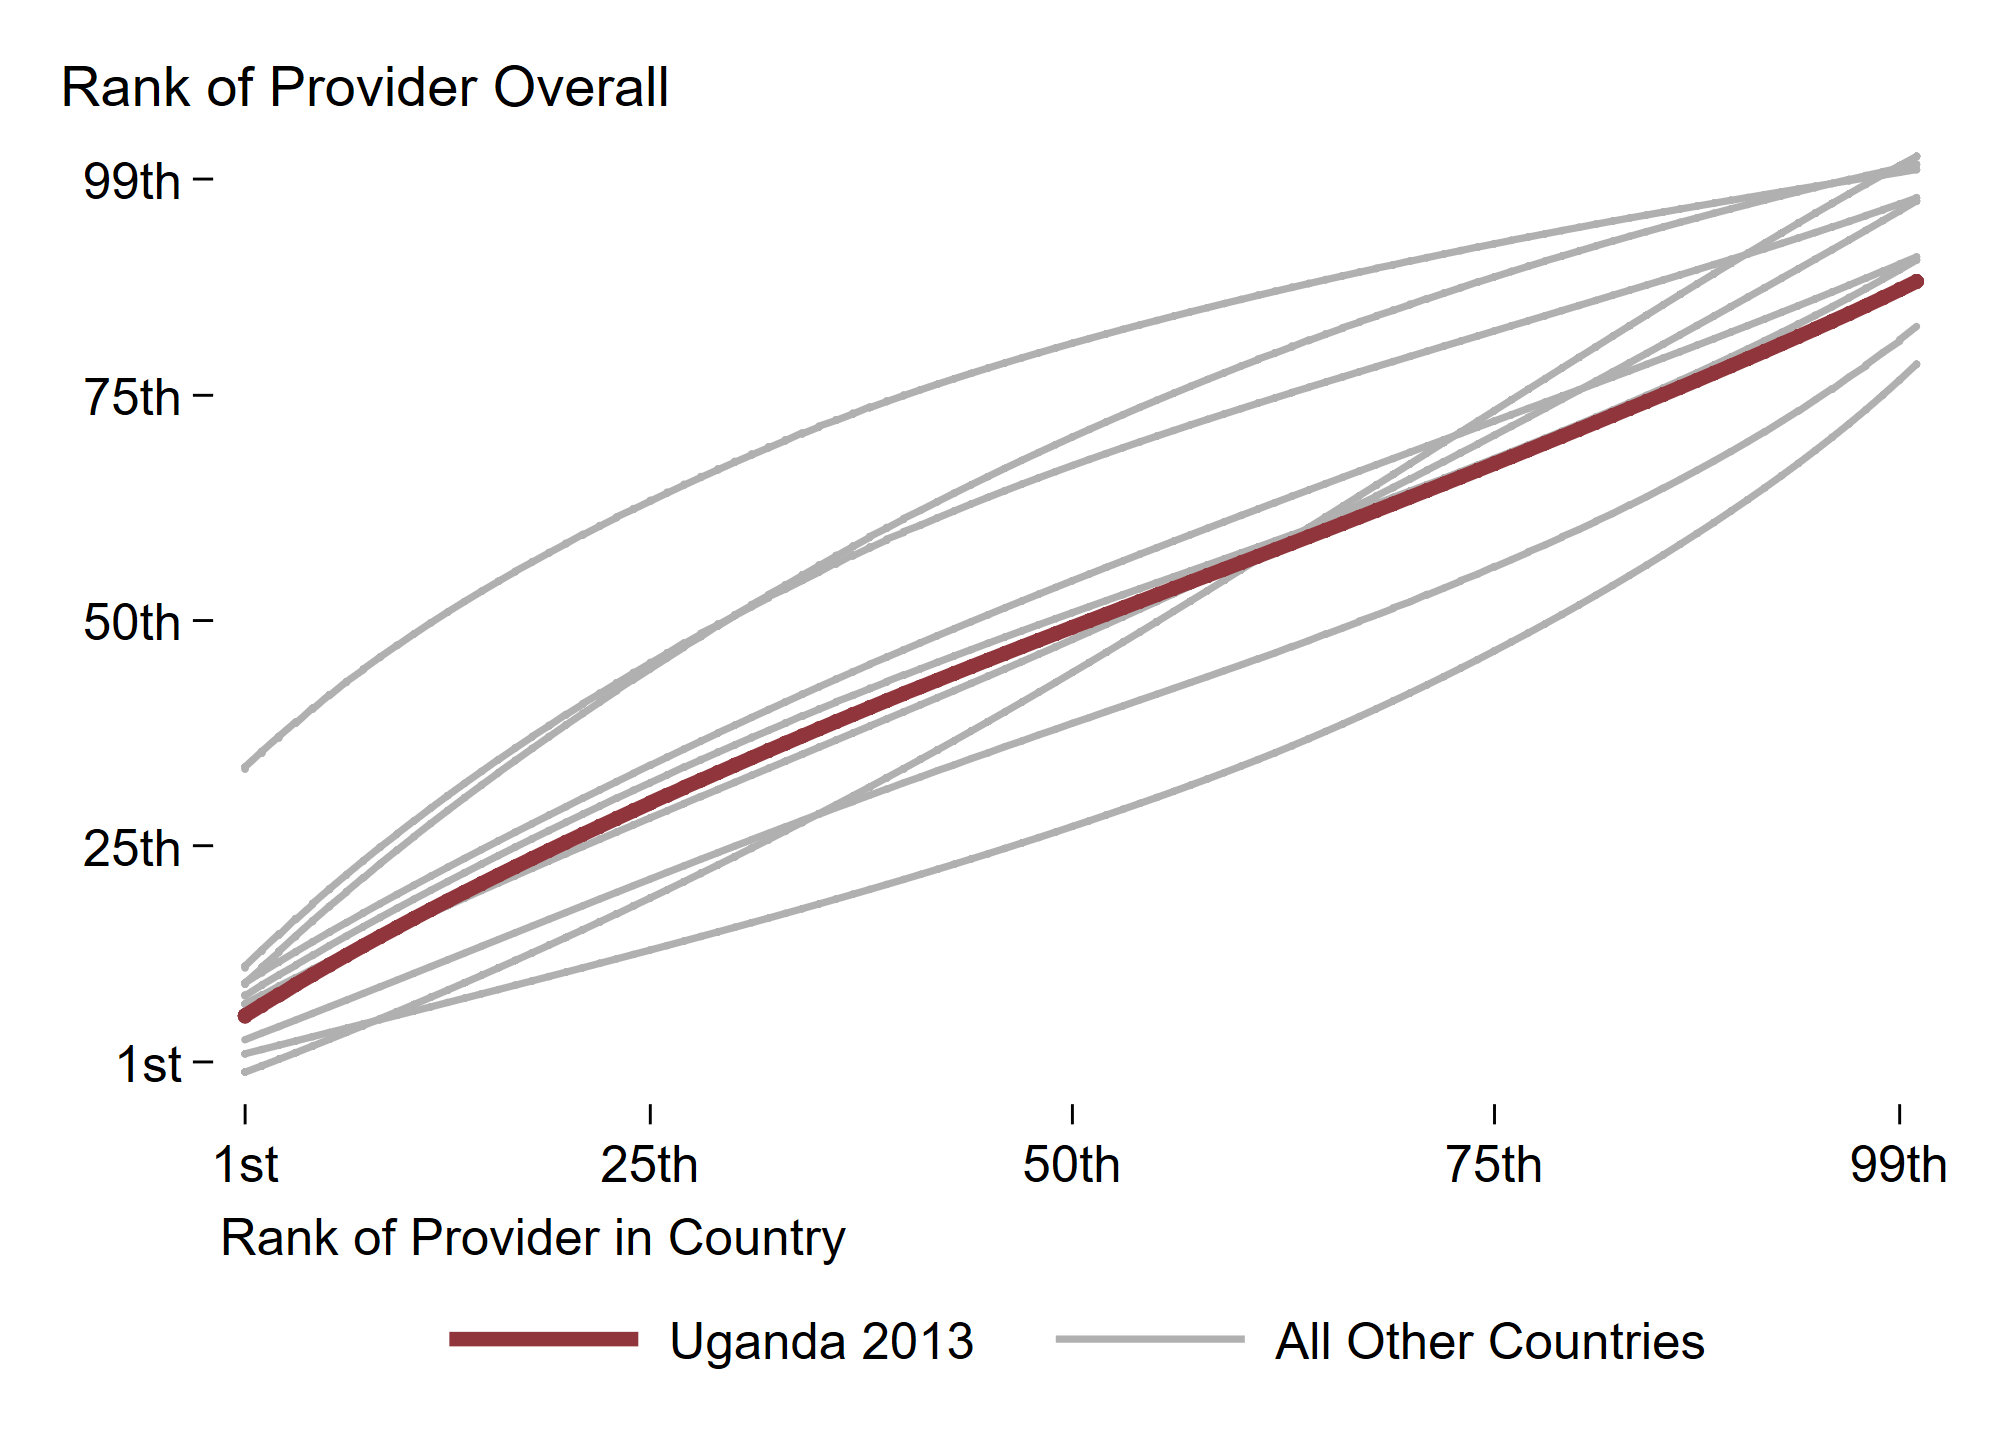 Rank of Provider Overall
99th
75th
50th
25th
1st
1st 25th 50th 75th 99th
Rank of Provider in Country
Uganda 2013 All Other Countries